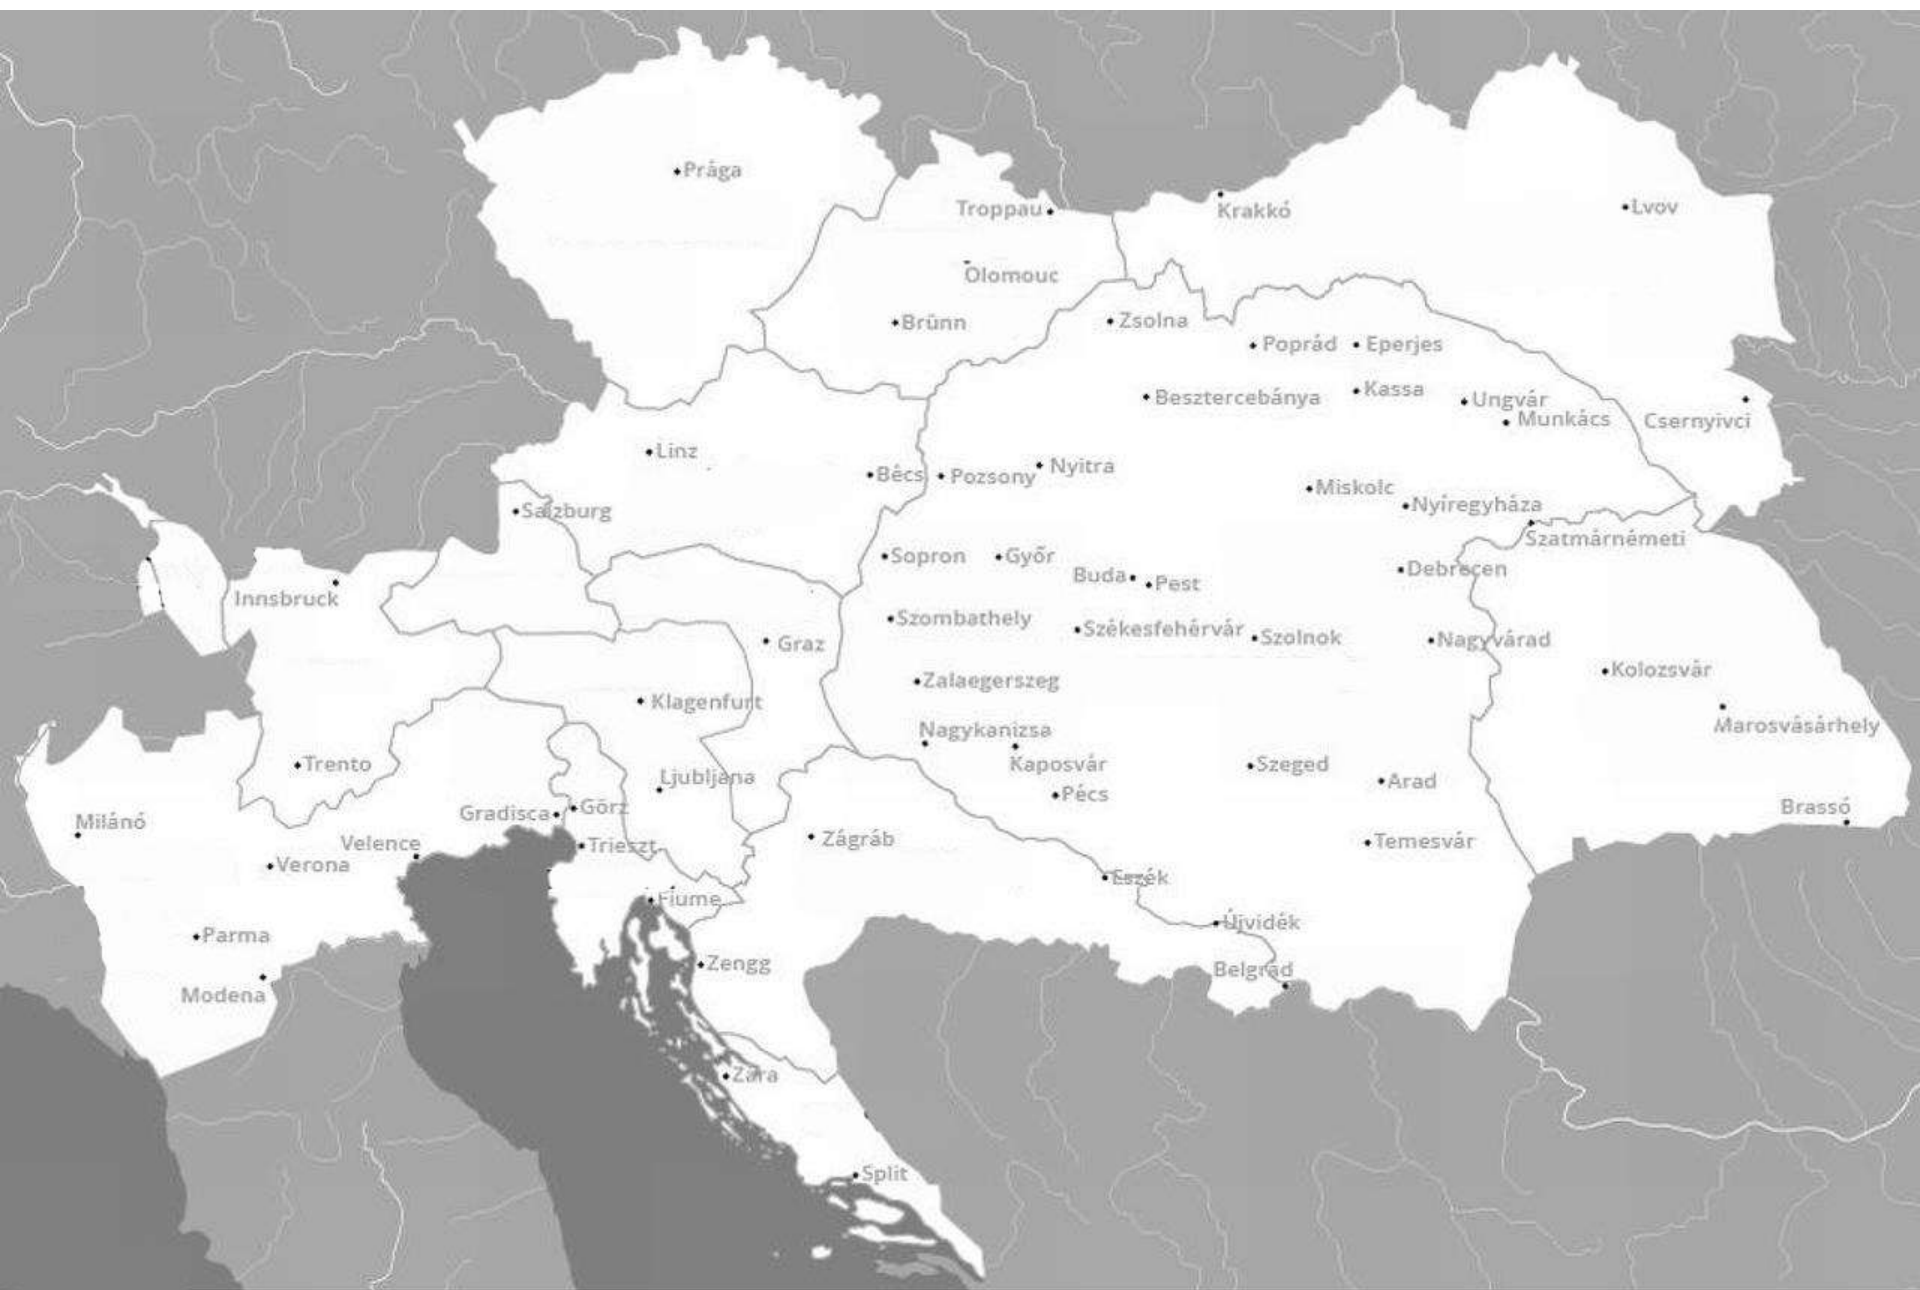 Prága
Lvov
Troppau
Krakkó
Olomouc
Brünn
Zsolna
Poprád
Eperjes
Kassa
Besztercebánya
Ungvár
Munkács
Csernyivci
Linz
Bécs
Pozsony
Nyitra
Miskolc
Nyíregyháza
Salzburg
Szatmárnémeti
Sopron
Győr
Buda
Pest
Debrecen
Innsbruck
Szombathely
Székesfehérvár
Szolnok
Nagyvárad
Graz
Kolozsvár
Zalaegerszeg
Klagenfurt
Marosvásárhely
Nagykanizsa
Kaposvár
Trento
Szeged
Ljubljana
Arad
Pécs
Brassó
Gradisca
Görz
Milánó
Velence
Trieszt
Zágráb
Temesvár
Verona
Eszék
Fiume
Újvidék
Parma
Zengg
Belgrád
Modena
Zára
Split